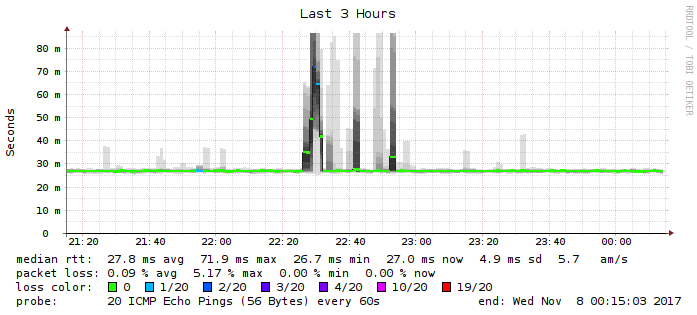 Last 3 Hours
RRDTOOL / TOBI OETIKER
Seconds
80 m
70 m
60 m
50 m
40 m
30 m
20 m
10 m
0
21:20 21:40 22:00 22:20 22:40 23:00 23:20 23:40 00:00
median rtt: 27.8 ms avg 71.9 ms max 26.7 ms min 27.0 ms now 4.9 ms sd 5.7 am/s
packet loss: 0.09 % avg 5.17 % max 0.00 % min 0.00 % now
loss color: 0 1/20 2/20 3/20 4/20 10/20 19/20
probe: 20 ICMP Echo Pings (56 Bytes) every 60s end: Wed Nov 8 00:15:03 2017